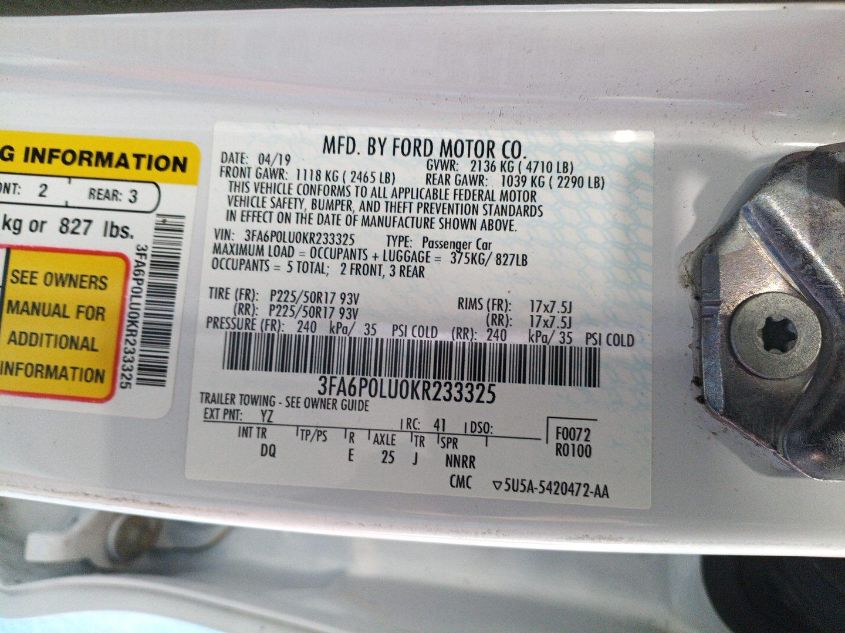 G INFORMATION
NT: 2 REAR: 3
kg or 827 lbs.
SEE OWNERS
MANUAL FOR
ADDITIONAL
INFORMATION
3FA6P0LU0KR233325
MFD. BY FORD MOTOR CO.
DATE: 04/19 GVWR: 2136 KG ( 4710 LB)
FRONT GAWR: 1118 KG ( 2465 LB) REAR GAWR: 1039 KG ( 2290 LB)
THIS VEHICLE CONFORMS TO ALL APPLICABLE FEDERAL MOTOR
VEHICLE SAFETY, BUMPER, AND THEFT PREVENTION STANDARDS
IN EFFECT ON THE DATE OF MANUFACTURE SHOWN ABOVE.
VIN: 3FA6P0LU0KR233325 TYPE: Passenger Car
MAXIMUM LOAD = OCCUPANTS + LUGGAGE = 375KG/ 827LB
OCCUPANTS = 5 TOTAL; 2 FRONT, 3 REAR
TIRE (FR): P225/50R17 93V RIMS (FR): 17x7.5J
(RR): P225/50R17 93V (RR): 17x7.5J
PRESSURE (FR): 240 kPa/ 35 PSI COLD (RR): 240 kPa/ 35 PSI COLD
3FA6P0LU0KR233325
TRAILER TOWING - SEE OWNER GUIDE
EXT PNT: YZ RC: 41 DSO: F0072
INT TR TP/PS R AXLE TR SPR R0100
DQ E 25 J NNRR
CMC ▽5U5A-5420472-AA